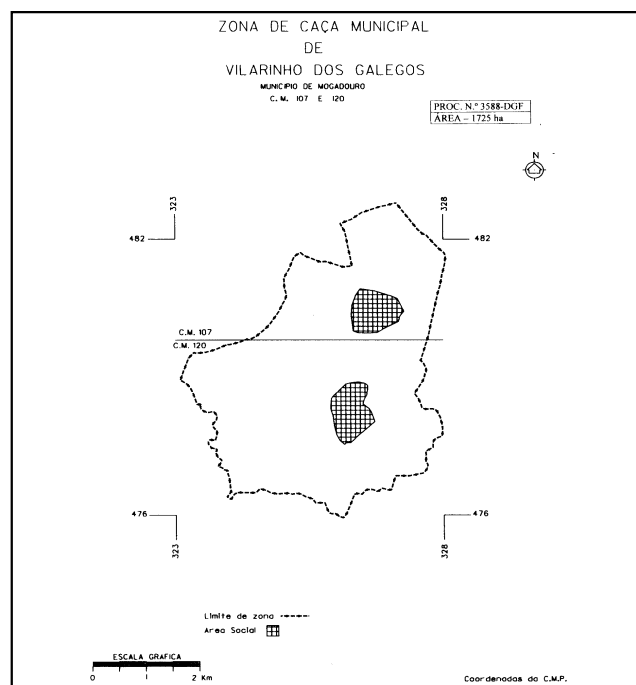 ZONA DE CAÇA MUNICIPAL
DE
VILARINHO DOS GALEGOS
MUNICIPIO DE MOGADOURO
C. M. 107 E 120
PROC. N.º 3588-DGF
ÁREA – 1725 ha
N
323
328
482
482
C.M. 107
C.M. 120
476
476
323
328
Limite de zona
Area Social
ESCALA GRAFICA
0 1 2 Km
Coordenadas da C.M.P.